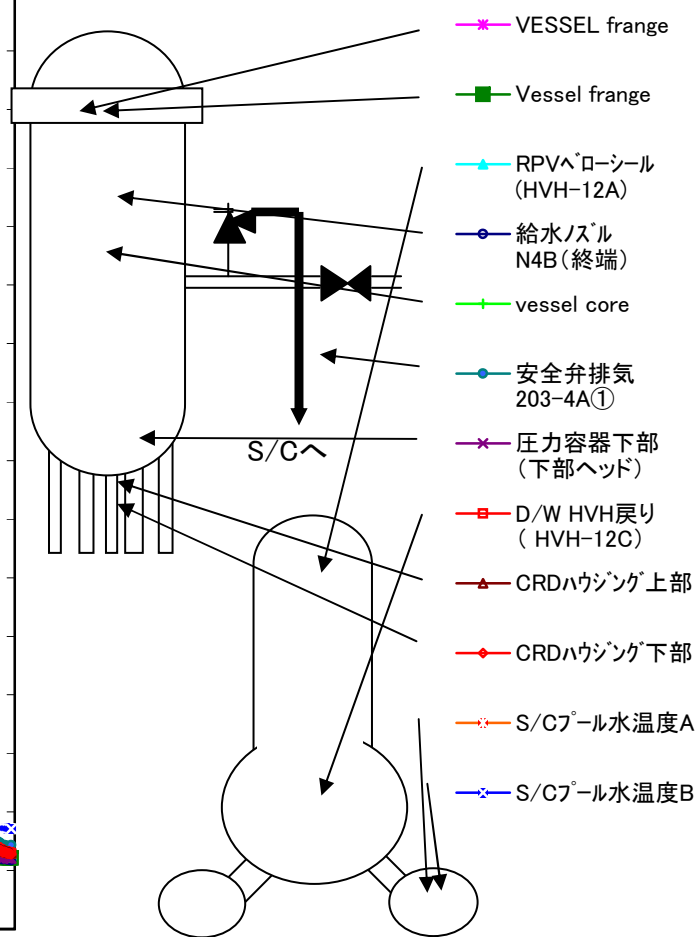 VESSEL frange
Vessel frange
RPVベローシール
(HVH-12A)
給水ノズル
N4B(終端)
vessel core
安全弁排気
203-4A①
圧力容器下部
(下部ヘッド)
D/W HVH戻り
( HVH-12C)
CRDハウジング上部
CRDハウジング下部
S/Cプール水温度A
S/Cプール水温度B
S/Cへ